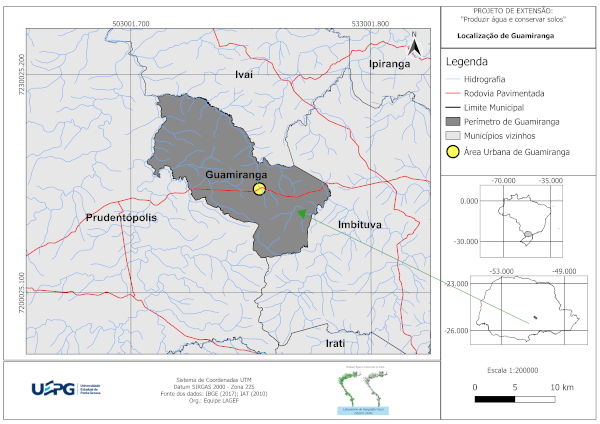 PROJETO DE EXTENSÃO:
"Produzir água e conservar solos"
Localização de Guamiranga
503001.700
533001.800
7230025.200
7200025.100
N
Ivai
Ipiranga
Guamiranga
Prudentópolis
Imbituva
Irati
Legenda
Hidrografia
Rodovia Pavimentada
Limite Municipal
Perímetro de Guamiranga
Municípios vizinhos
Área Urbana de Guamiranga
-70.000
-35.000
0.000
-30.000
-53.000
-49.000
-23.000
-26.000
Escala 1:200000
0 5 10 km
UEPG
Universidade
Estadual de
Ponta Grossa
Sistema de Coordenadas UTM
Datum SIRGAS 2000 - Zona 22S
Fonte dos dados: IBGE (2017); IAT (2010)
Org.: Equipe LAGEF